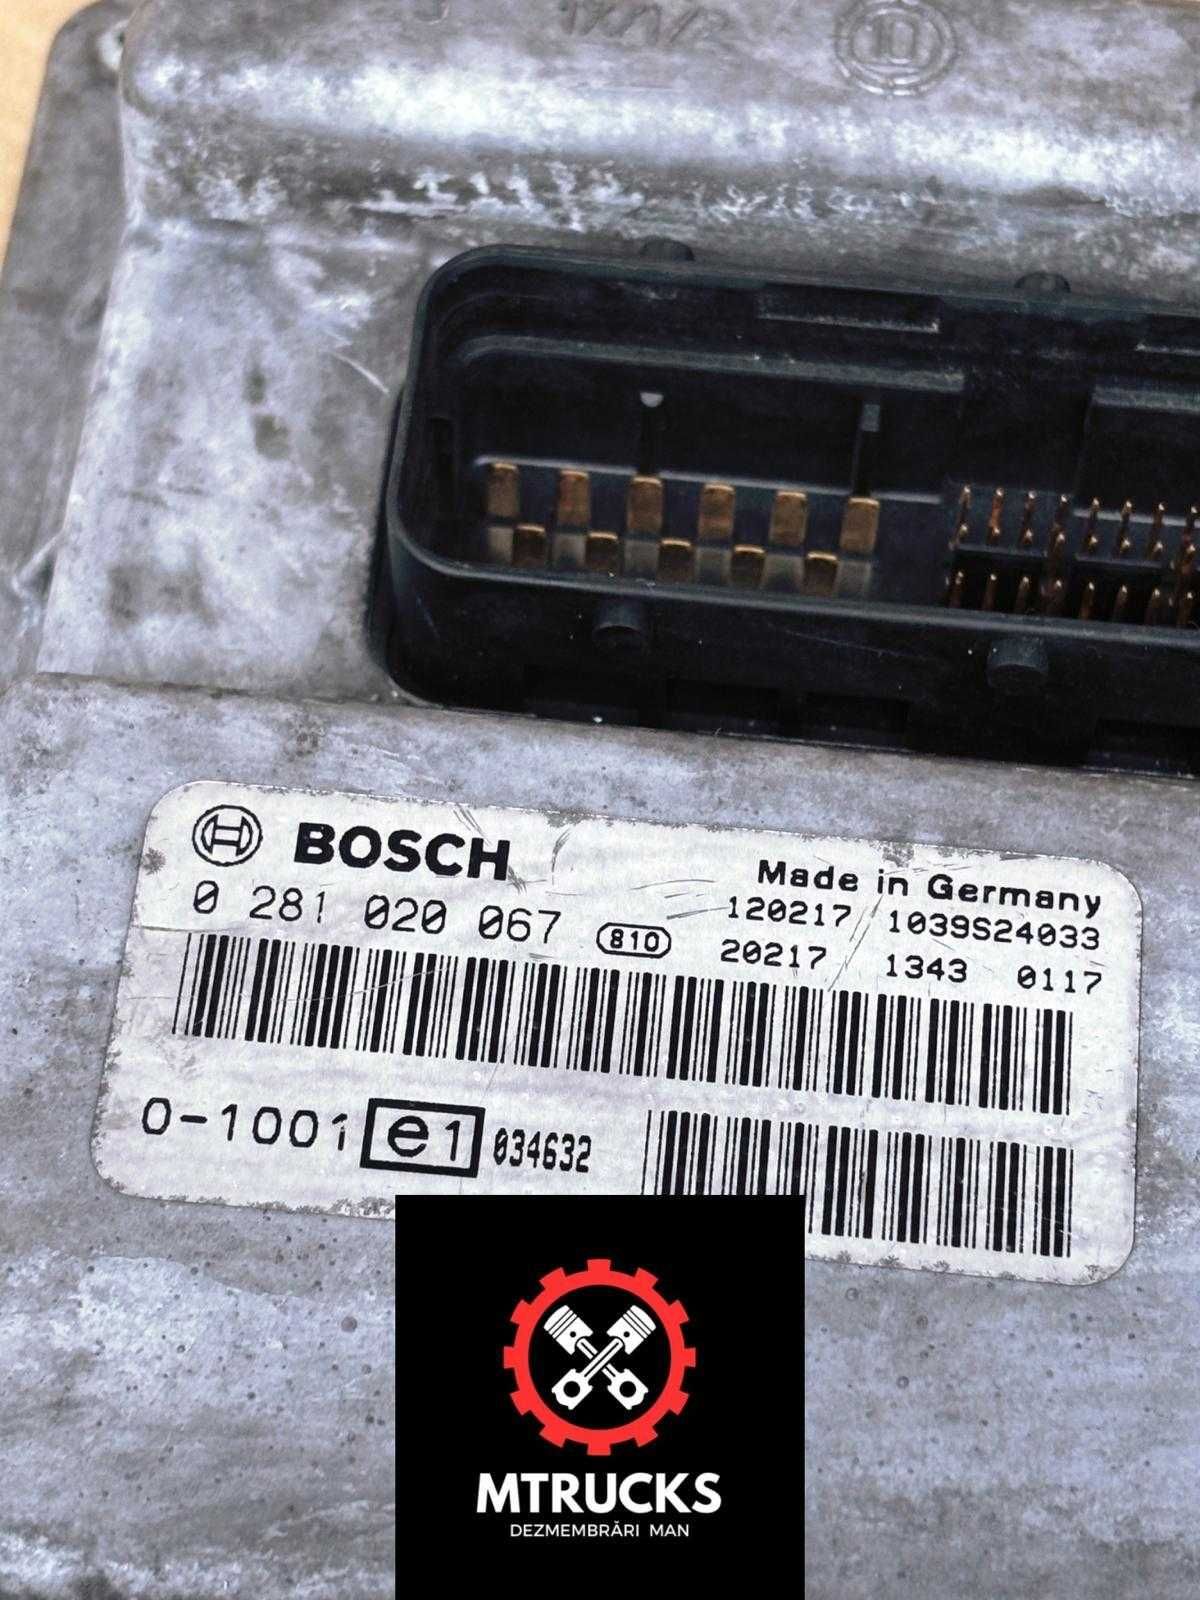 10
BOSCH
Made in Germany
0 281 020 067
810
120217 1039S24033
20217 1343 0117
0-1001 e1 034632
MTRUCKS
DEZMEMBRĂRI MAN